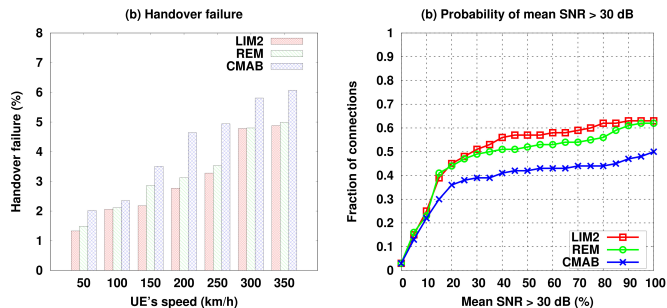 (b) Handover failure
8
7
6
5
4
3
2
1
0
Handover failure (%)
LIM2
REM
CMAB
50 100 150 200 250 300 350
UE's speed (km/h)
(b) Probability of mean SNR > 30 dB
1
0.9
0.8
0.7
0.6
0.5
0.4
0.3
0.2
0.1
0
Fraction of connections
LIM2
REM
CMAB
0 10 20 30 40 50 60 70 80 90 100
Mean SNR > 30 dB (%)